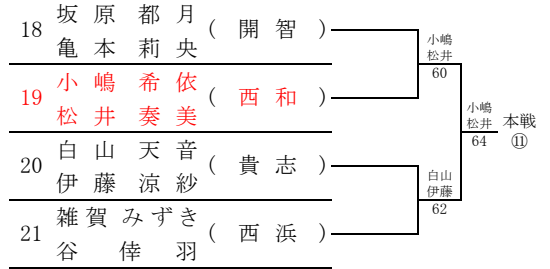 18 坂原 都月 ( 開智 )
亀本 莉央
19 小嶋 希依 ( 西和 )
松井 奏美
20 白山 天音 ( 貴志 )
伊藤 涼紗
21 雑賀 みずき ( 西浜 )
谷 倖羽
小嶋
松井
60
白山
伊藤
62
小嶋
松井
64
本戦
⑪